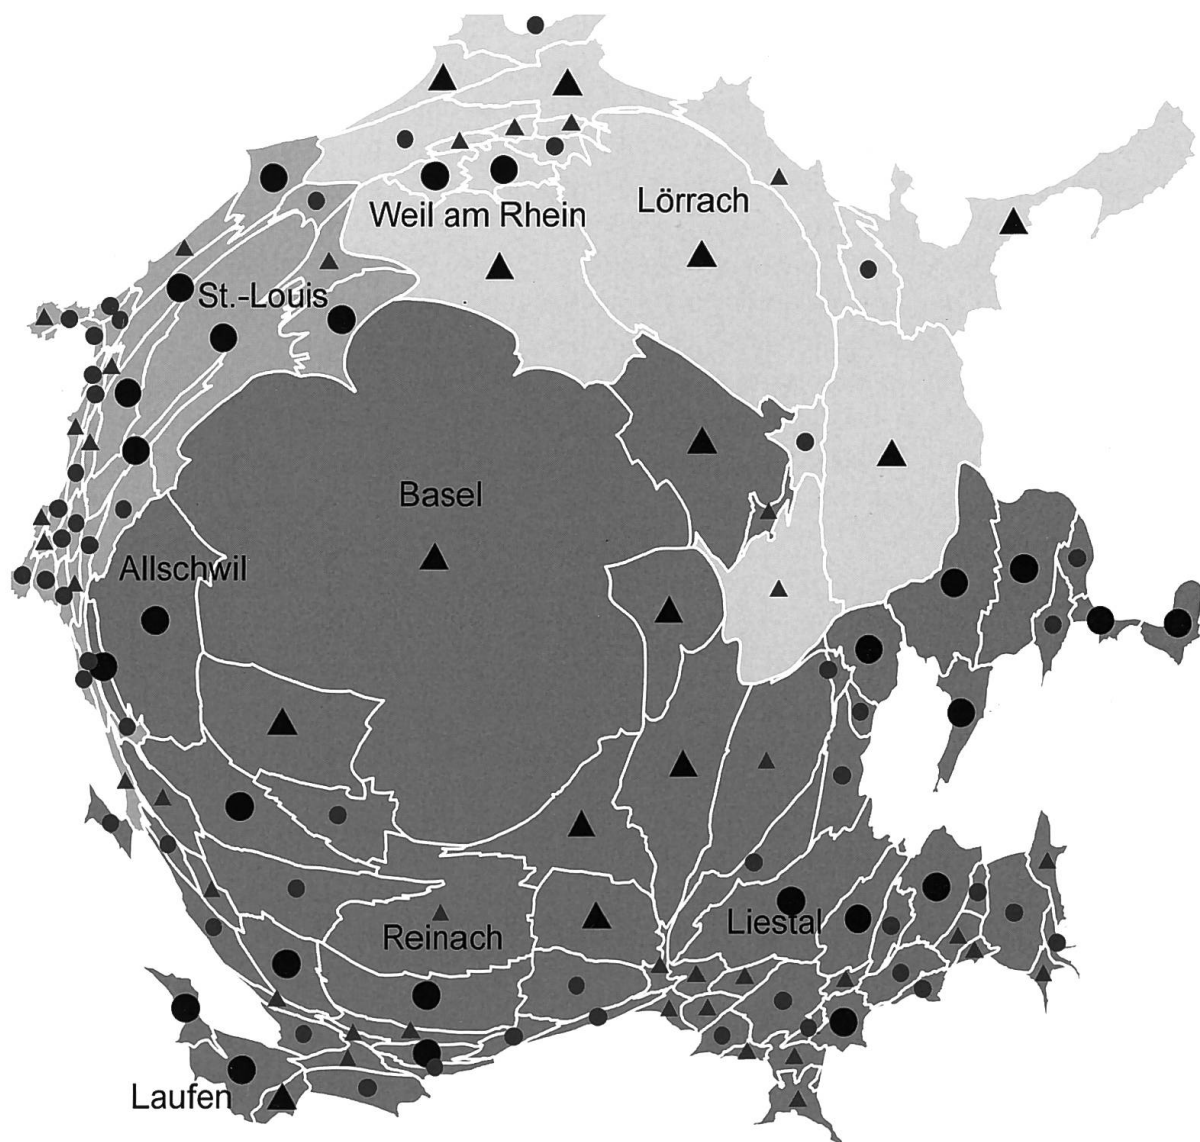 Lörrach
Weil am Rhein
St.-Louis
Basel
Allschwil
Liestal
Reinach
Laufen